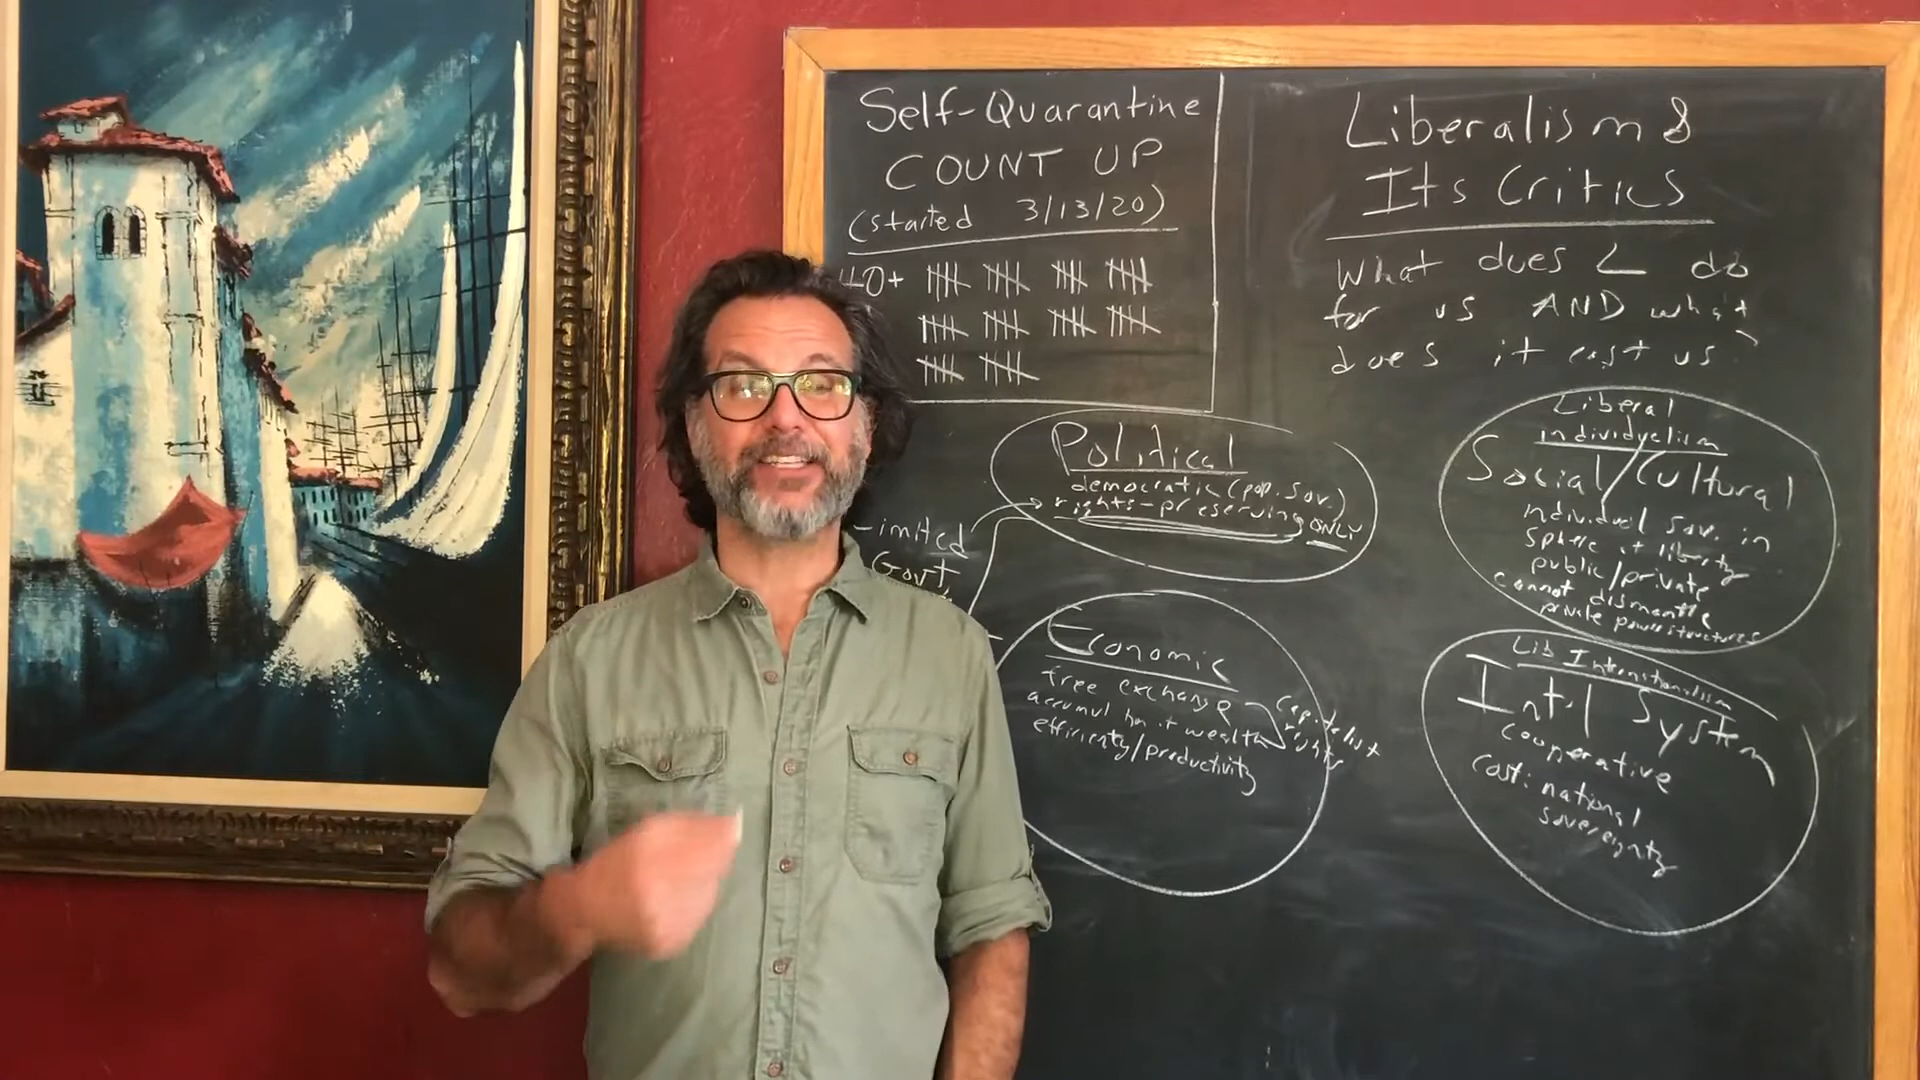 Self-Quarantine
COUNT UP
(started 3/13/20)
40+
Liberalism &
Its Critics
What does L do
for us AND what
does it cost us
Political
democratic (pop. sov.)
rights-preserving ONLY
imited
Gov't
Economic
free exchange
accumul of wealth
efficienty/productivity
Capitalist
rights
Liberal
individualism
Social/Cultural
individual sov. in
sphere of liberty
public/private
cannot dismantle
private power structures
Lib Internationalism
Int'l System
cooperative
cost: national
sovereignty